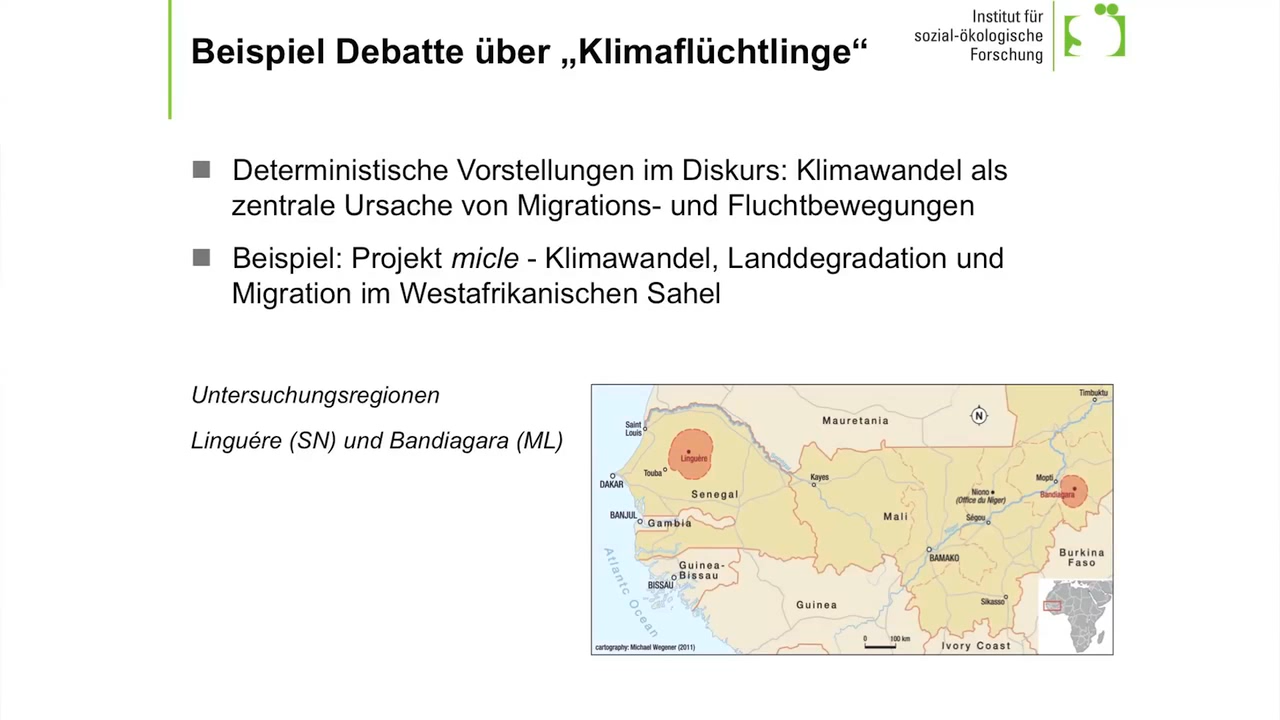 Beispiel Debatte über „Klimaflüchtlinge“
Institut für
sozial-ökologische
Forschung
Deterministische Vorstellungen im Diskurs: Klimawandel als
zentrale Ursache von Migrations- und Fluchtbewegungen
Beispiel: Projekt micle - Klimawandel, Landdegradation und
Migration im Westafrikanischen Sahel
Untersuchungsregionen
Linguére (SN) und Bandiagara (ML)
Timbuktu
Mauretania
N
Saint
Louis
Linguère
Touba
Kayes
Mopti
DAKAR
Senegal
Niono
(Office du Niger)
Bandiagara
BANJUL
Gambia
Mali
Ségou
BAMAKO
Burkina
Faso
Guinea-
Bissau
BISSAU
Atlantc Ocean
Guinea
Sikasso
0 100 km
Ivory Coast
cartography: Michael Wegener (2011)